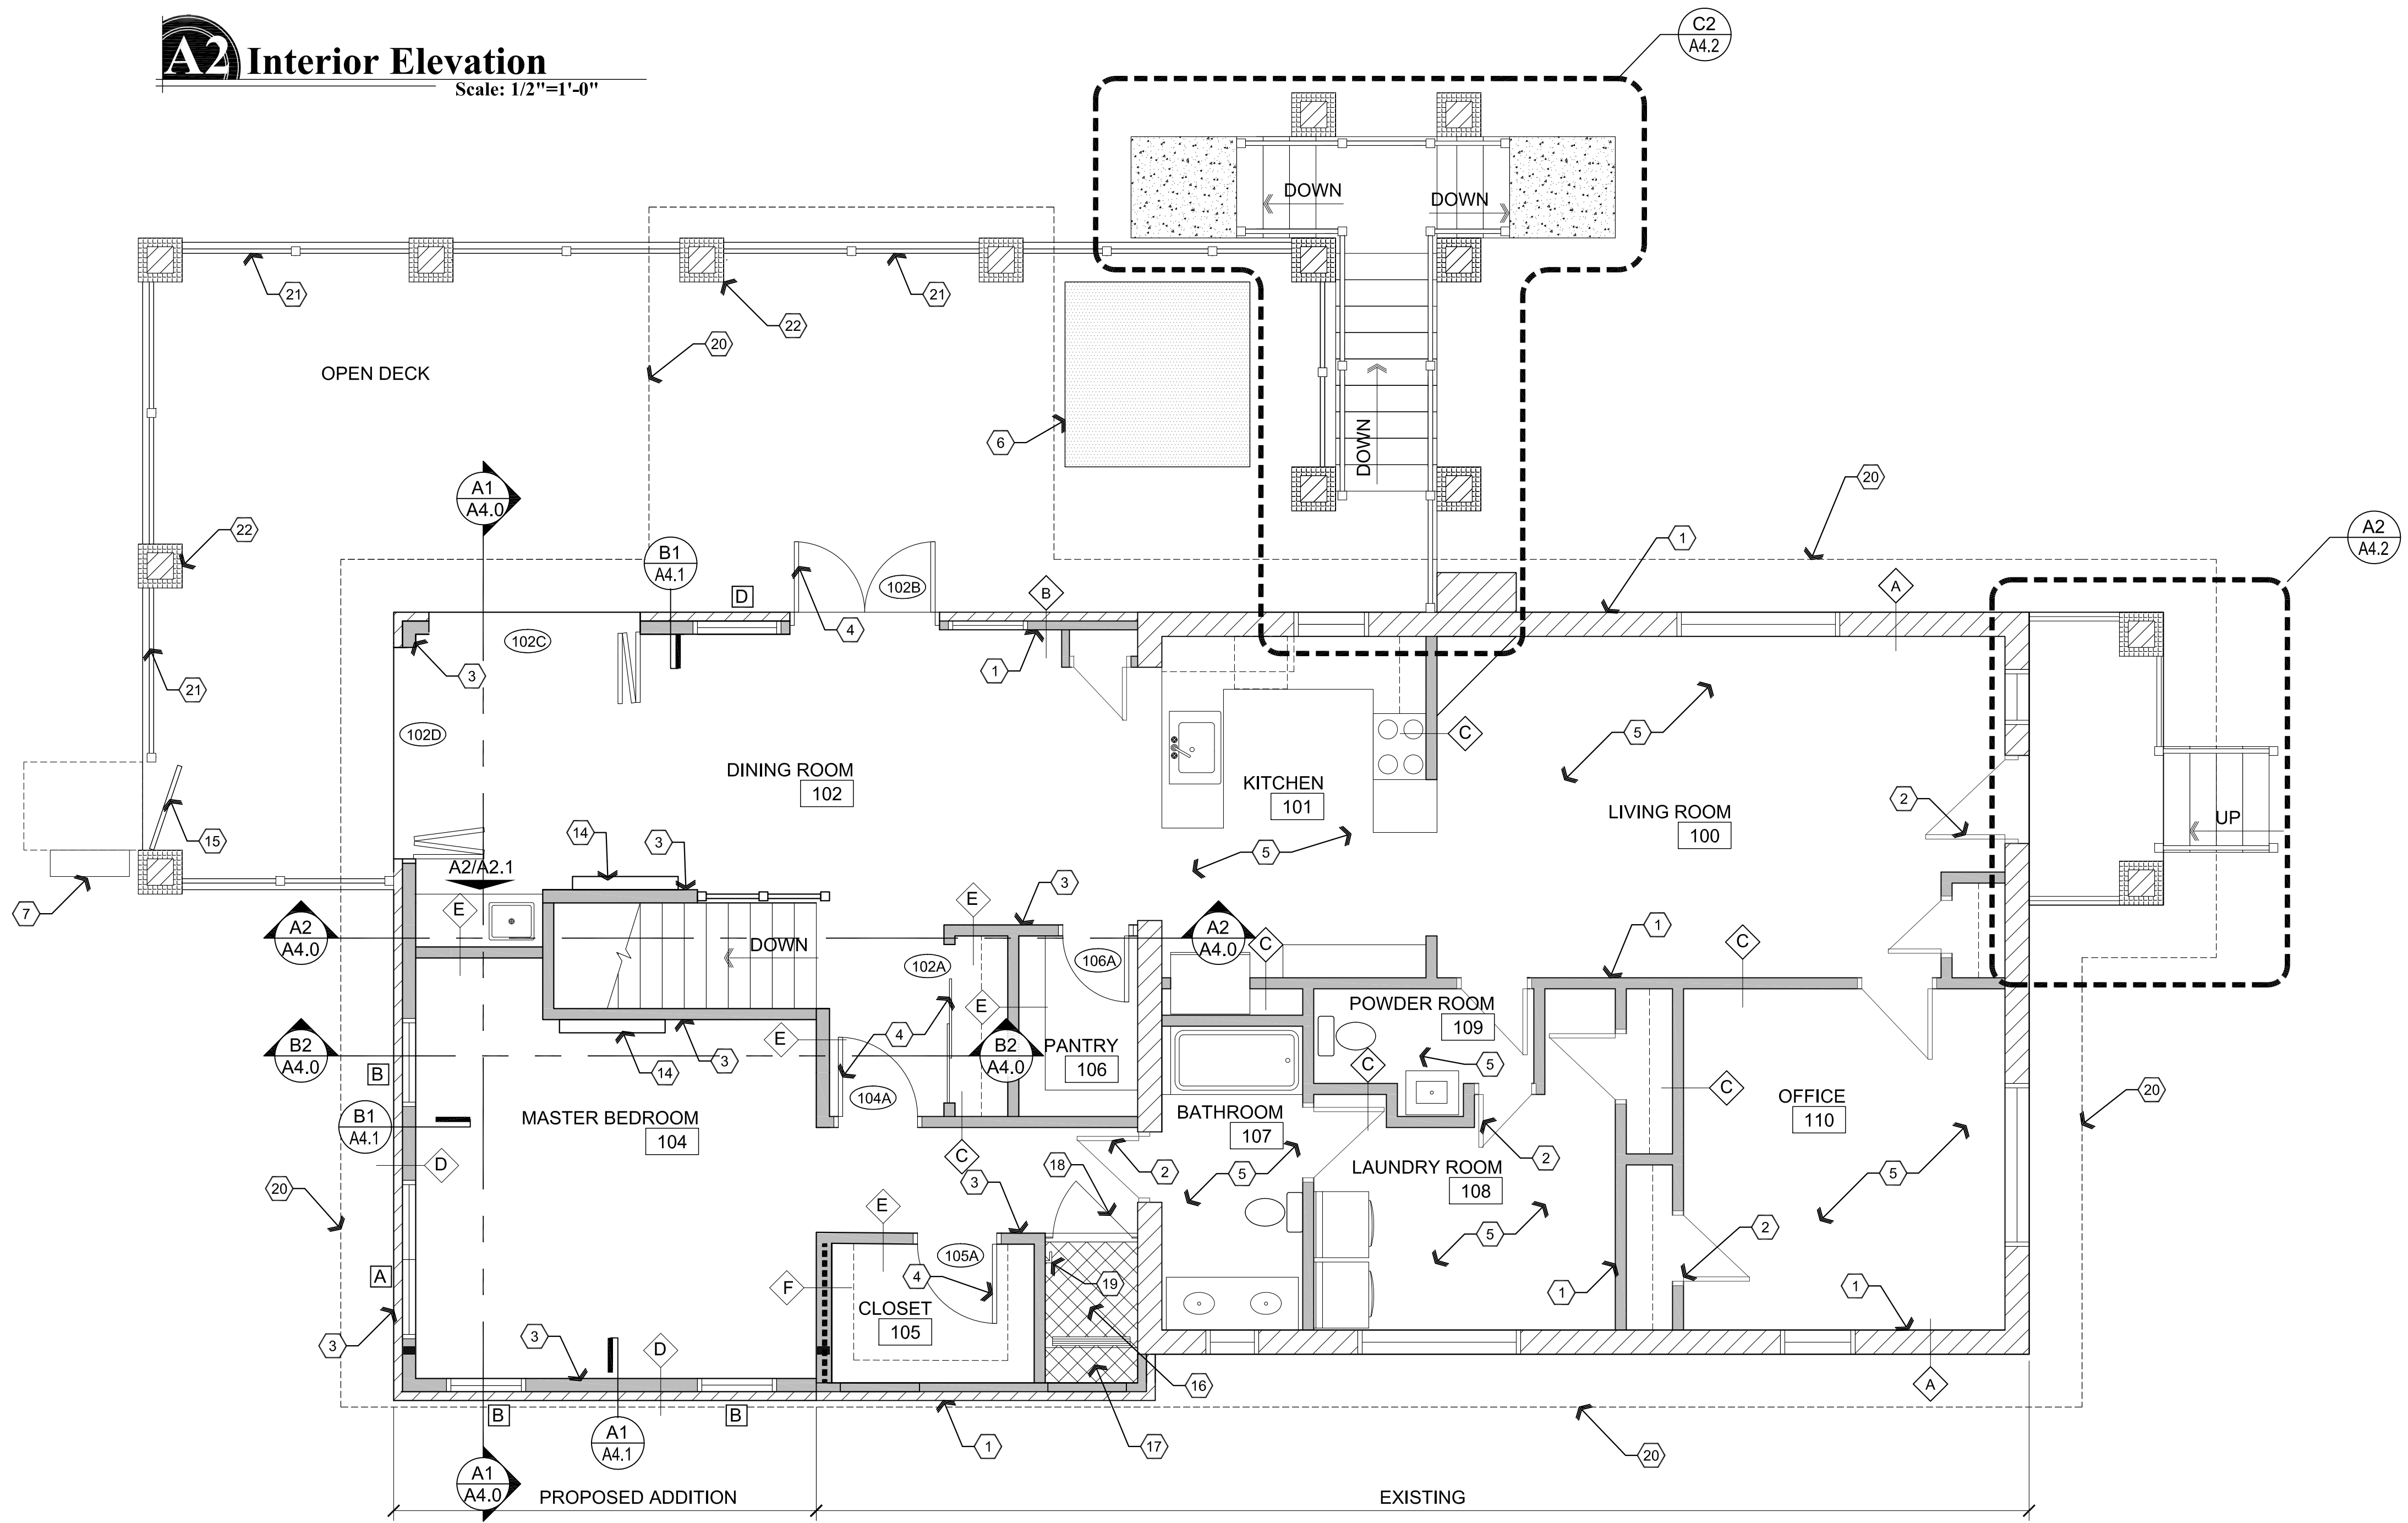 A2 Interior Elevation
Scale: 1/2"=1'-0"
C2
A4.2
DOWN
DOWN
21
21
22
20
OPEN DECK
DOWN
6
20
A1
A4.0
22
1
A2
A4.2
B1
A4.1
D
102B
B
A
4
102C
1
3
21
102D
C
5
DINING ROOM
102
KITCHEN
101
LIVING ROOM
100
2
UP
15
14
3
5
A2/A2.1
7
E
E
3
A2
A4.0
DOWN
102A
106A
A2
A4.0
C
1
C
E
POWDER ROOM
109
4
E
B2
A4.0
B2
A4.0
PANTRY
106
B
14
3
5
C
C
20
104A
OFFICE
110
B1
A4.1
MASTER BEDROOM
104
BATHROOM
107
D
C
18
2
2
LAUNDRY ROOM
108
5
5
20
3
E
5
2
105A
A
F
4
19
1
1
CLOSET
105
3
3
D
16
A
B
B
A1
A4.1
1
17
20
A1
A4.0
PROPOSED ADDITION
EXISTING